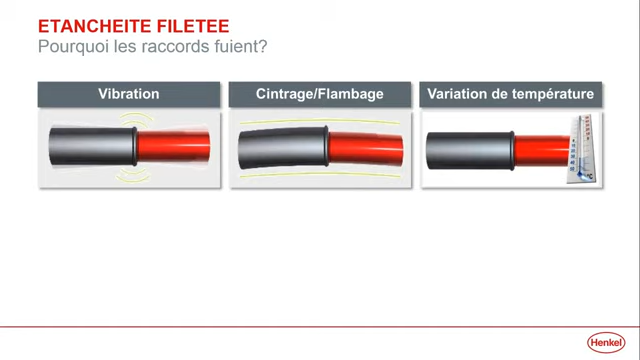 ETANCHEITE FILETEE
Pourquoi les raccords fuient?
Vibration
Cintrage/Flambage
Variation de température
Henkel